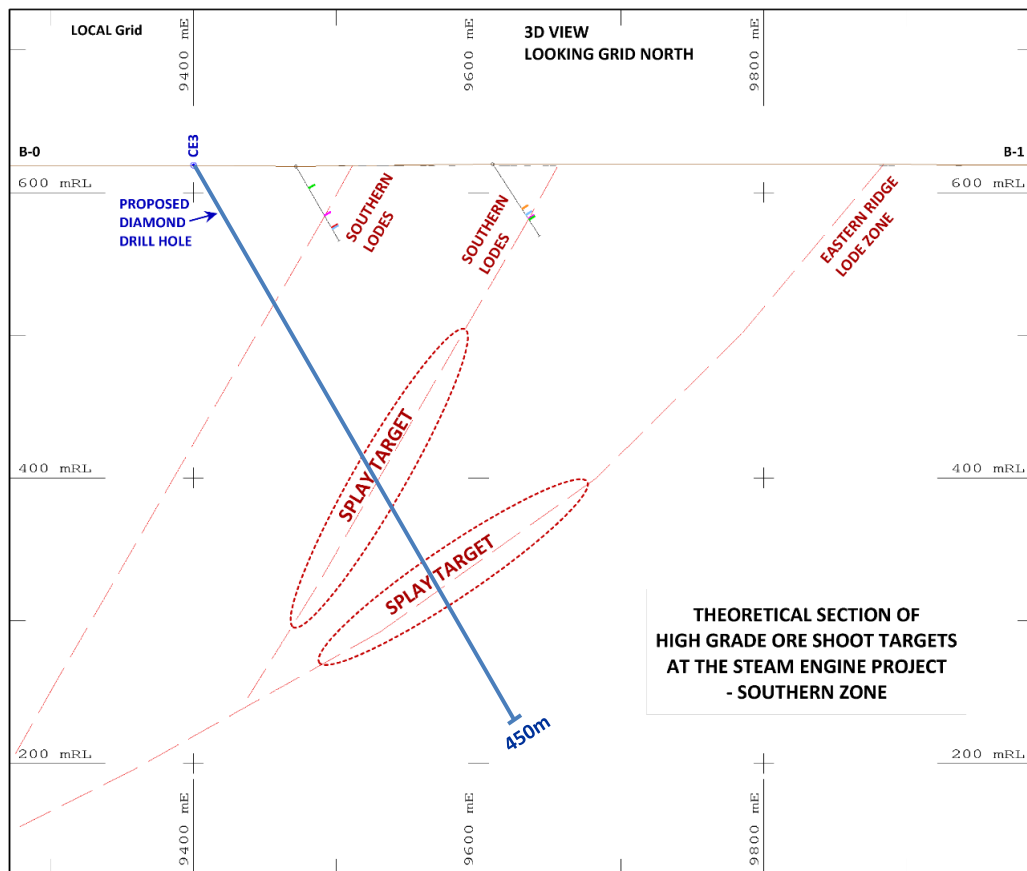 LOCAL Grid
9400 mE
3D VIEW
LOOKING GRID NORTH
9600 mE
9800 mE
B-0
CE3
B-1
600 mRL
600 mRL
PROPOSED
DIAMOND
DRILL HOLE
SOUTHERN
LODES
SOUTHERN
LODES
EASTERN RIDGE
LODE ZONE
SPLAY TARGET
400 mRL
400 mRL
SPLAY TARGET
THEORETICAL SECTION OF
HIGH GRADE ORE SHOOT TARGETS
AT THE STEAM ENGINE PROJECT
- SOUTHERN ZONE
450m
200 mRL
200 mRL
9400 mE
9600 mE
9800 mE